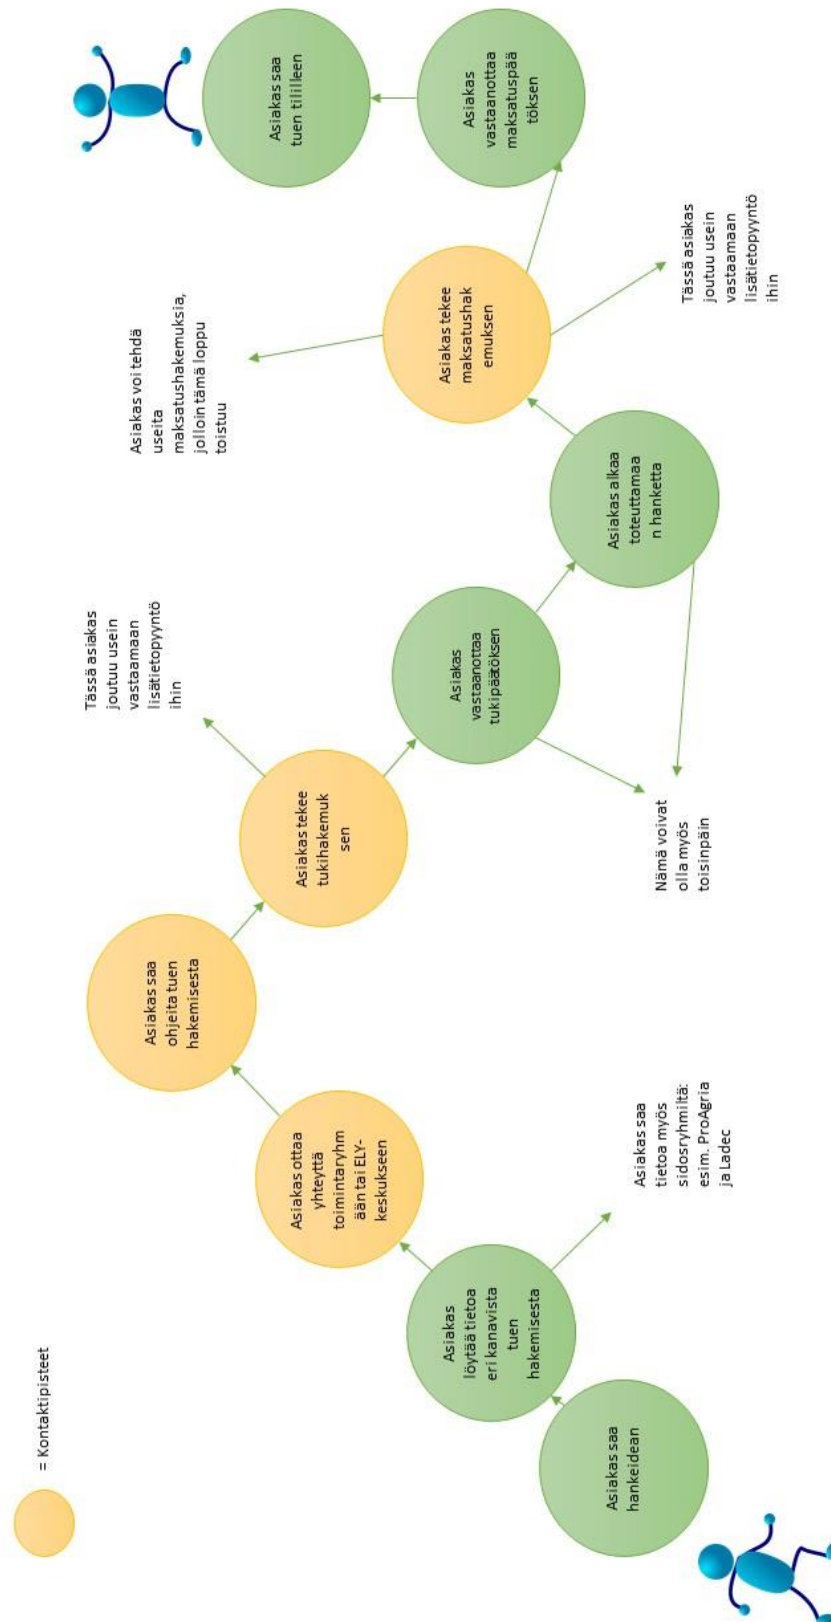 = Kontaktipisteet
Asiakas saa
hankeidean
Asiakas
löytää tietoa
eri kanavista
tuen
hakemisesta
Asiakas saa
tietoa myös
sidosryhmiltä:
esim. ProAgria
ja Ladec
Asiakas ottaa
yhteyttä
toimintaryhm
ään tai ELY-
keskukseen
Asiakas saa
ohjeita tuen
hakemisesta
Asiakas tekee
tukihakemuk
sen
Tässä asiakas
joutuu usein
vastaamaan
lisätietopyyntö
ihin
Asiakas
vastaanottaa
tukipäätöksen
Nämä voivat
olla myös
toisinpäin
Asiakas alkaa
toteuttamaa
n hanketta
Asiakas tekee
maksatushak
emuksen
Asiakas voi tehdä
useita
maksatushakemuksia,
jolloin tämä loppu
toistuu
Tässä asiakas
joutuu usein
vastaamaan
lisätietopyyntö
ihin
Asiakas
vastaanottaa
maksatuspää
töksen
Asiakas saa
tuen tililleen